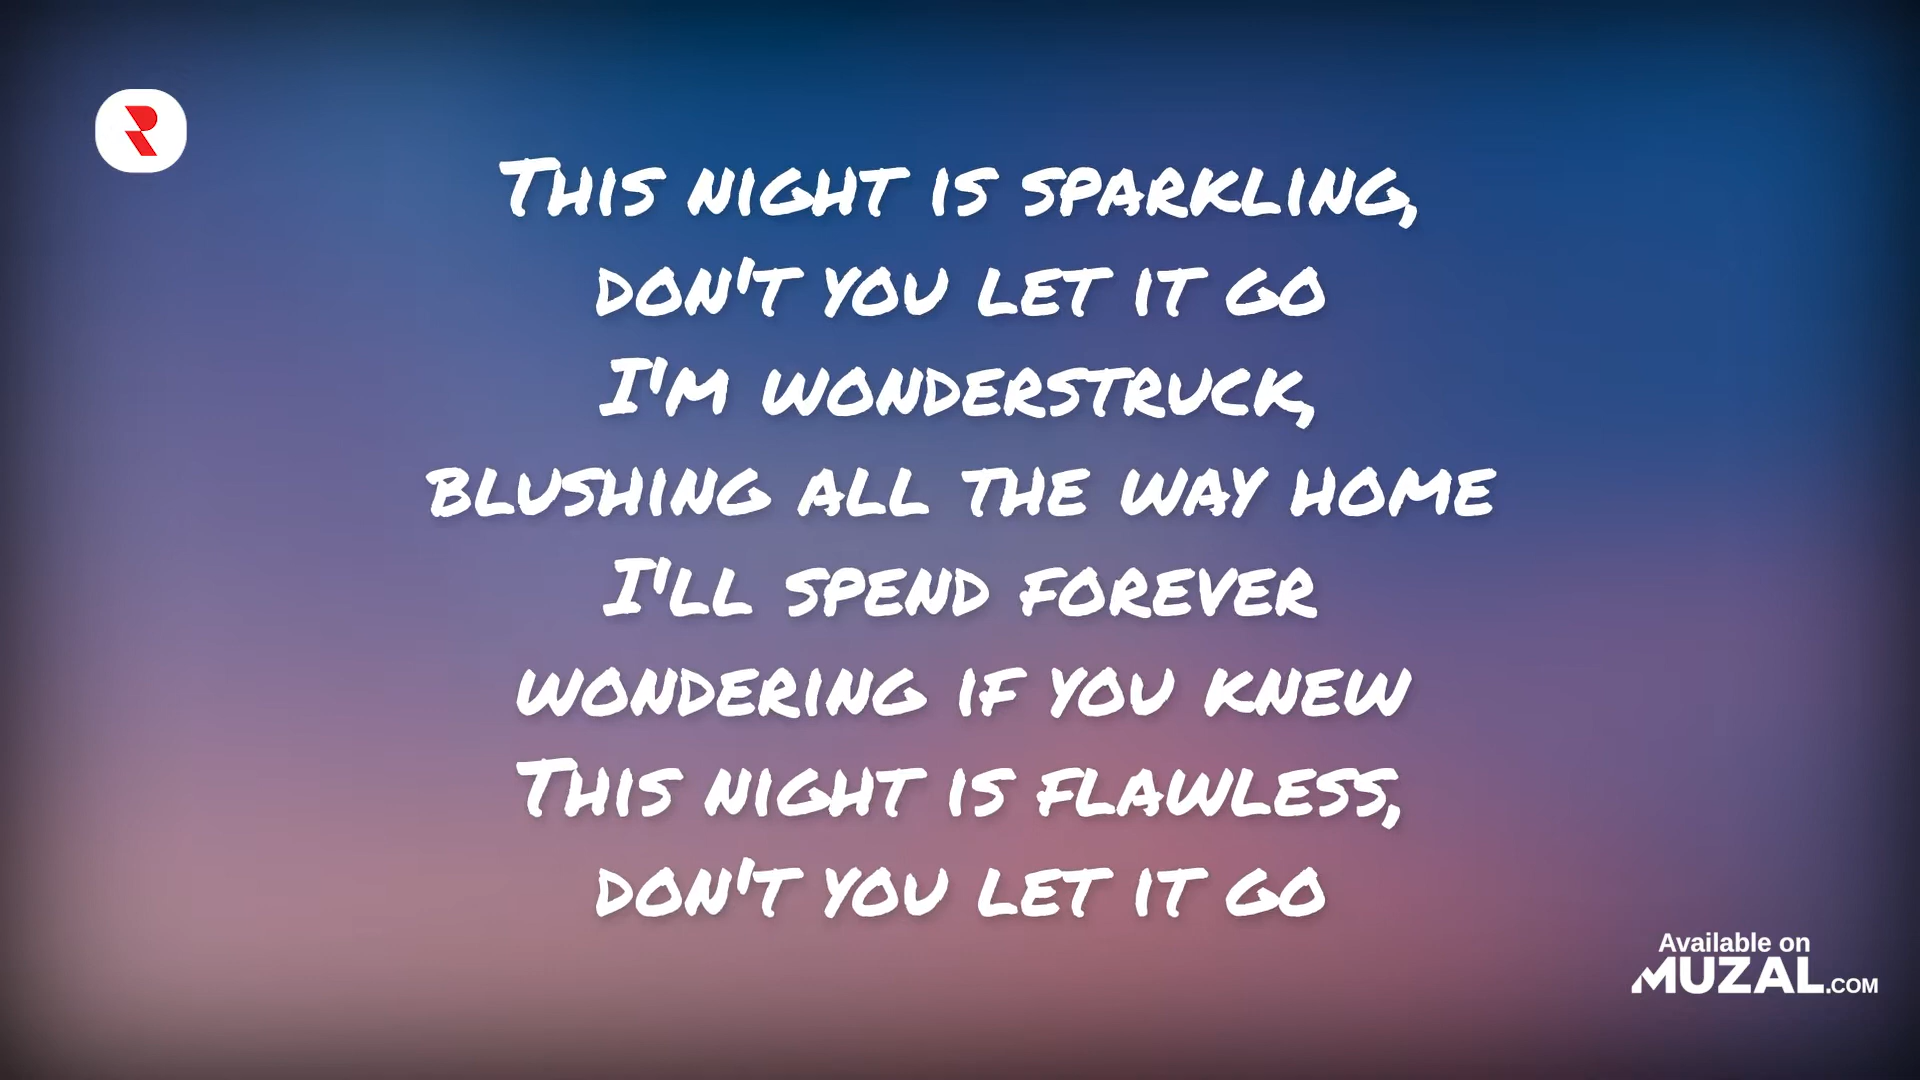 R
This night is sparkling,
don't you let it go
I'm wonderstruck,
blushing all the way home
I'll spend forever
wondering if you knew
This night is flawless,
don't you let it go
Available on
MUZAL.COM